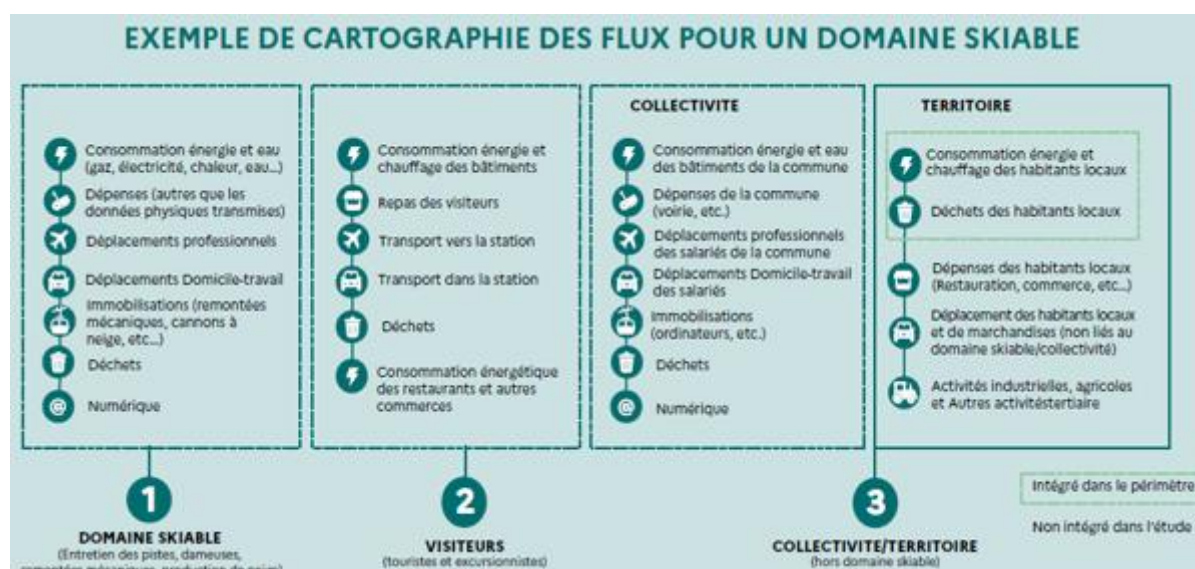 EXEMPLE DE CARTOGRAPHIE DES FLUX POUR UN DOMAINE SKIABLE
Consommation énergie et eau
(gaz, électricité, chaleur, eau...)
Dépenses (autres que les
données physiques transmises)
Déplacements professionnels
Déplacements Domicile-travail
Immobilisations (remontées
mécaniques, cannons à
neige, etc...)
Déchets
@ Numérique
1
DOMAINE SKIABLE
(Entretien des pistes, dameuses,
remontées mécaniques, production de neige)
Consommation énergie et
chauffage des bâtiments
Repas des visiteurs
Transport vers la station
Transport dans la station
Déchets
Consommation énergétique
des restaurants et autres
commerces
2
VISITEURS
(touristes et excursionnistes)
COLLECTIVITE
Consommation énergie et eau
des bâtiments de la commune
Dépenses de la commune
(voirie, etc.)
Déplacements professionnels
des salariés de la commune
Déplacements Domicile-travail
des salariés
Immobilisations
(ordinateurs, etc.)
Déchets
@ Numérique
TERRITOIRE
Consommation énergie et
chauffage des habitants locaux
Déchets des habitants locaux
Dépenses des habitants locaux
(Restauration, commerce, etc...)
Déplacement des habitants locaux
et de marchandises (non liés au
domaine skiable/collectivité)
Activités industrielles, agricoles
et Autres activitéstertiaire
3
COLLECTIVITE/TERRITOIRE
(hors domaine skiable)
Intégré dans le périmètre
Non intégré dans l'étude